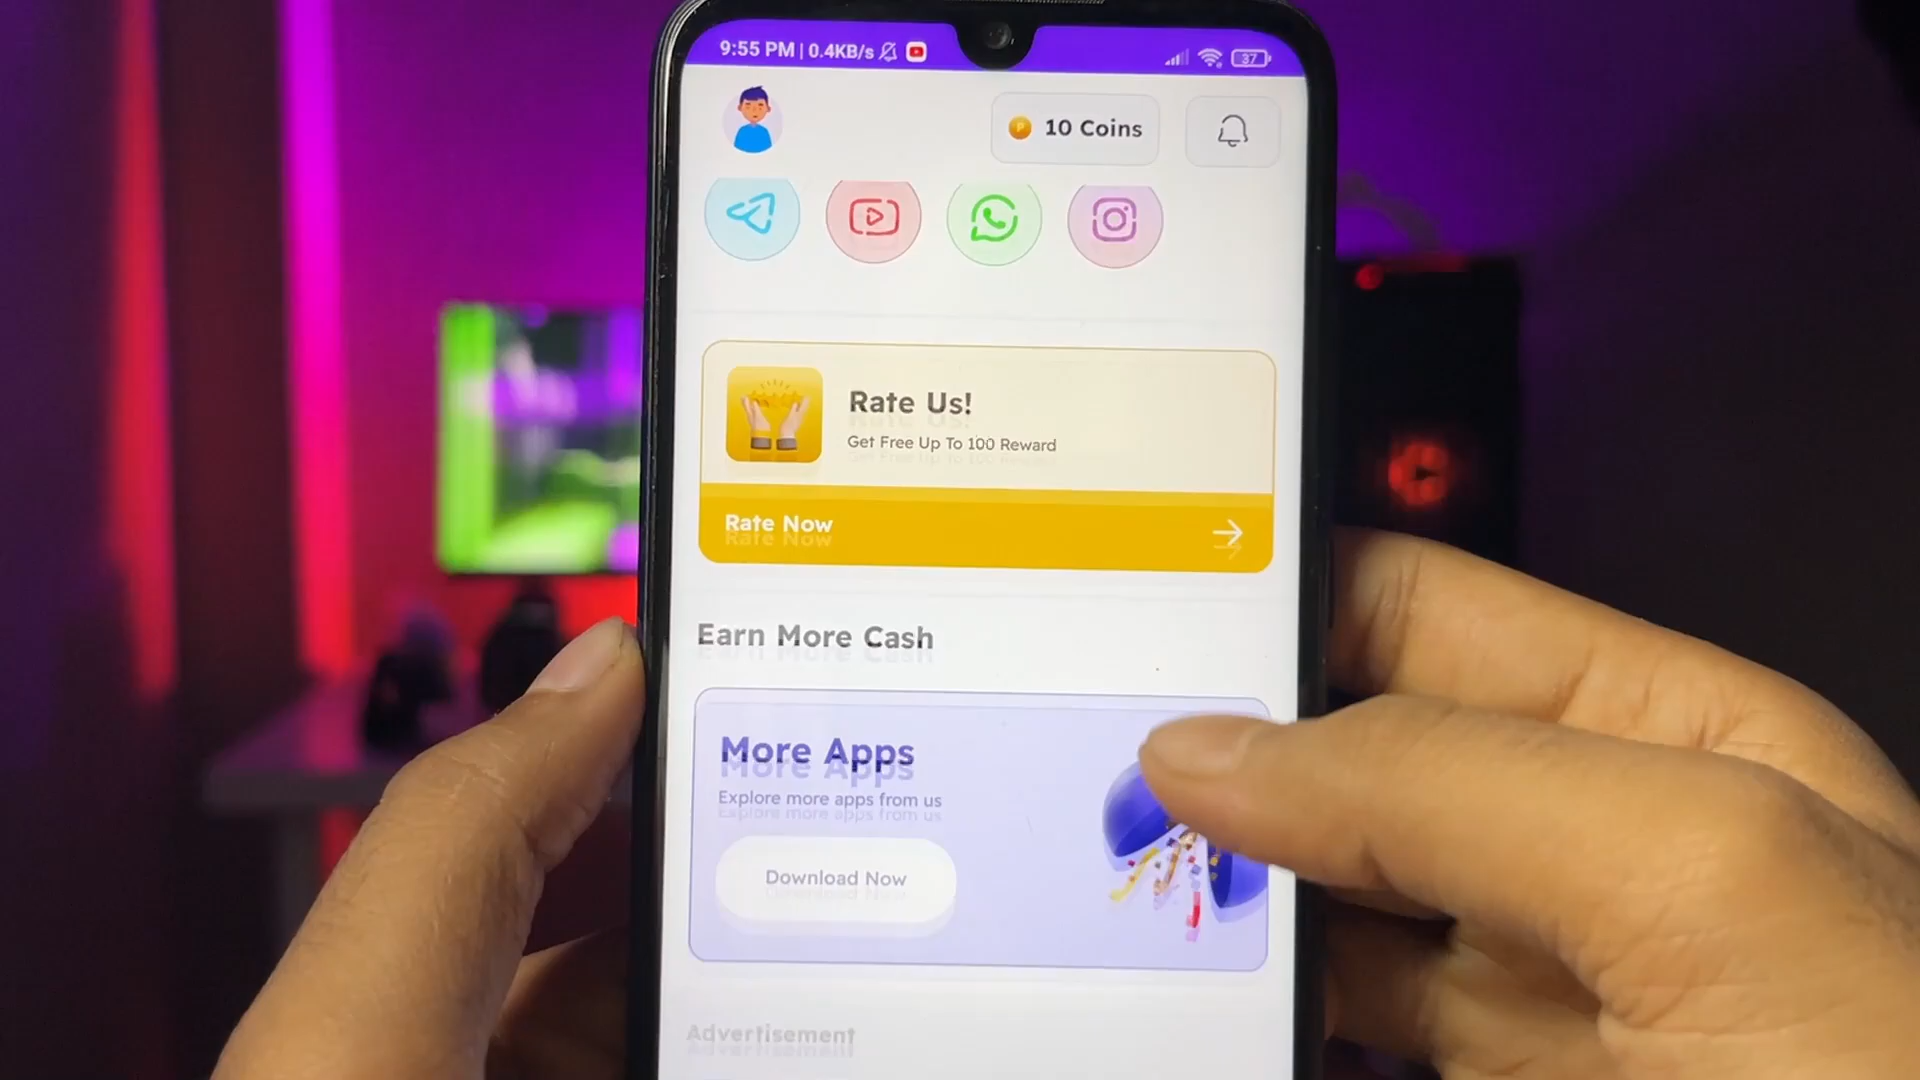 9:55 PM | 0.4KB/s
37
10 Coins
Rate Us!
Get Free Up To 100 Reward
Rate Now
Earn More Cash
More Apps
Explore more apps from us
Download Now
Advertisement